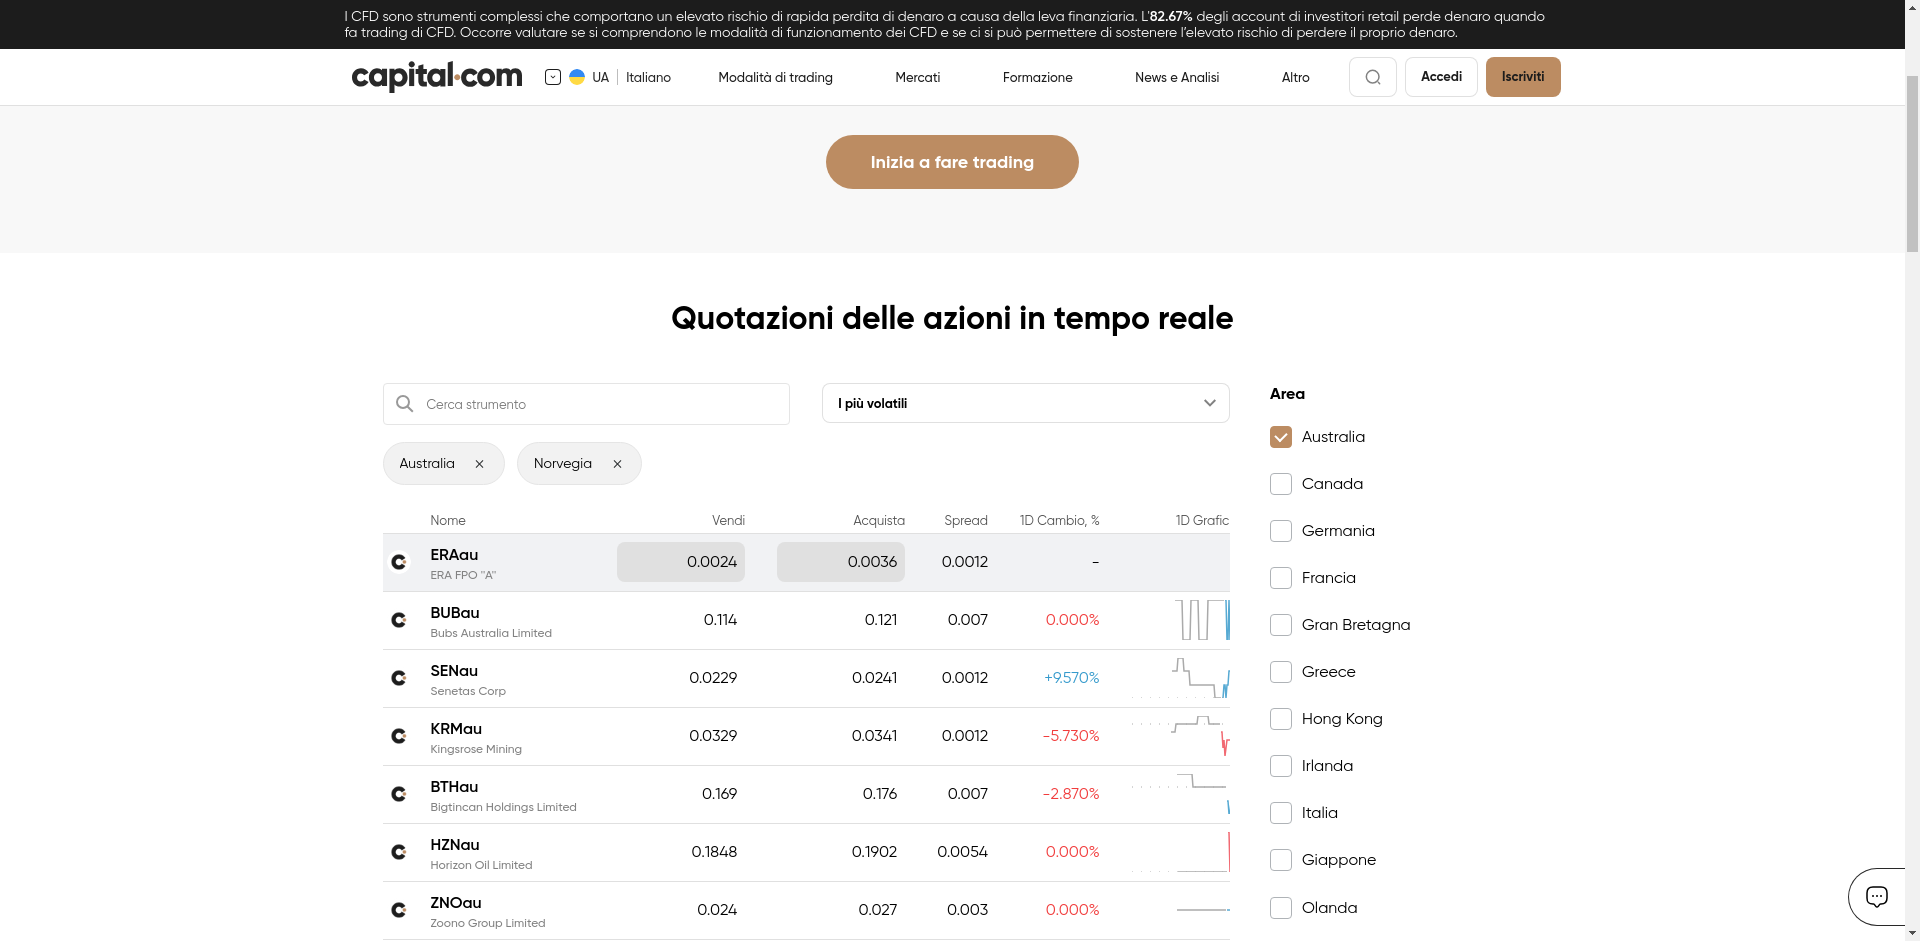 I CFD sono strumenti complessi che comportano un elevato rischio di rapida perdita di denaro a causa della leva finanziaria. L'82.67% degli account di investitori retail perde denaro quando
fa trading di CFD. Occorre valutare se si comprendono le modalità di funzionamento dei CFD e se ci si può permettere di sostenere l'elevato rischio di perdere il proprio denaro.
capital.com UA Italiano Modalità di trading Mercati Formazione News e Analisi Altro Accedi Iscriviti
Inizia a fare trading
Quotazioni delle azioni in tempo reale
Cerca strumento
I più volatili
Australia
Norvegia
Nome Vendi Acquista Spread 1D Cambio, % 1D Grafic
ERAau 0.0024 0.0036 0.0012 -
ERA FPO "A"
BUBau 0.114 0.121 0.007 0.000%
Bubs Australia Limited
SENau 0.0229 0.0241 0.0012 +9.570%
Senetas Corp
KRMau 0.0329 0.0341 0.0012 -5.730%
Kingsrose Mining
BTHau 0.169 0.176 0.007 -2.870%
Bigtincan Holdings Limited
HZNau 0.1848 0.1902 0.0054 0.000%
Horizon Oil Limited
ZNOau 0.024 0.027 0.003 0.000%
Zoono Group Limited
Area
Australia
Canada
Germania
Francia
Gran Bretagna
Greece
Hong Kong
Irlanda
Italia
Giappone
Olanda